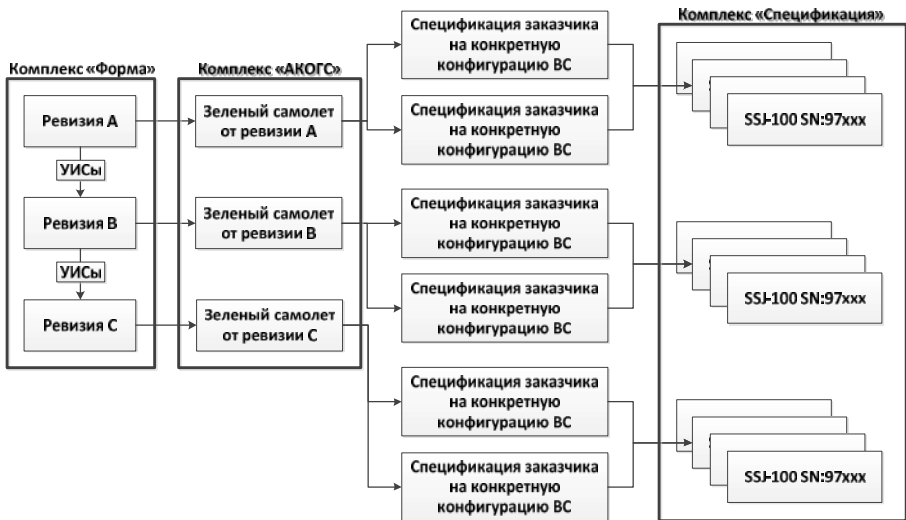 Комплекс «Форма»
Ревизия А
УИСы
Ревизия В
УИСы
Ревизия С
Комплекс «АКОГС»
Зеленый самолет
от ревизии А
Зеленый самолет
от ревизии В
Зеленый самолет
от ревизии С
Спецификация заказчика
на конкретную
конфигурацию ВС
Спецификация заказчика
на конкретную
конфигурацию ВС
Спецификация заказчика
на конкретную
конфигурацию ВС
Спецификация заказчика
на конкретную
конфигурацию ВС
Спецификация заказчика
на конкретную
конфигурацию ВС
Спецификация заказчика
на конкретную
конфигурацию ВС
Комплекс «Спецификация»
SSJ-100 SN:97xxx
SSJ-100 SN:97xxx
SSJ-100 SN:97xxx